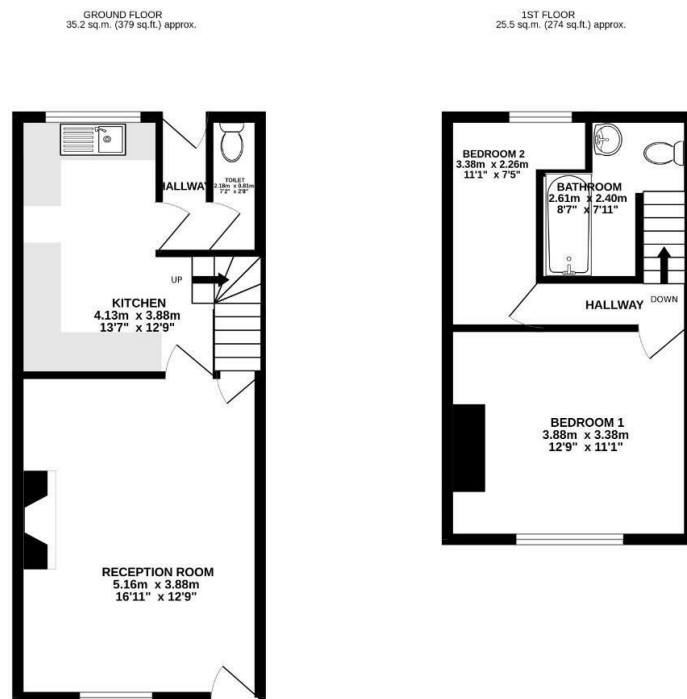 GROUND FLOOR
35.2 sq.m. (379 sq.ft.) approx.
HALLWAY
TOILET
2.18m x 0.81m
7'2" x 2'8"
UP
KITCHEN
4.13m x 3.88m
13'7" x 12'9"
RECEPTION ROOM
5.16m x 3.88m
16'11" x 12'9"
1ST FLOOR
25.5 sq.m. (274 sq.ft.) approx.
BEDROOM 2
3.38m x 2.26m
11'1" x 7'5"
BATHROOM
2.61m x 2.40m
8'7" x 7'11"
HALLWAY
DOWN
BEDROOM 1
3.88m x 3.38m
12'9" x 11'1"